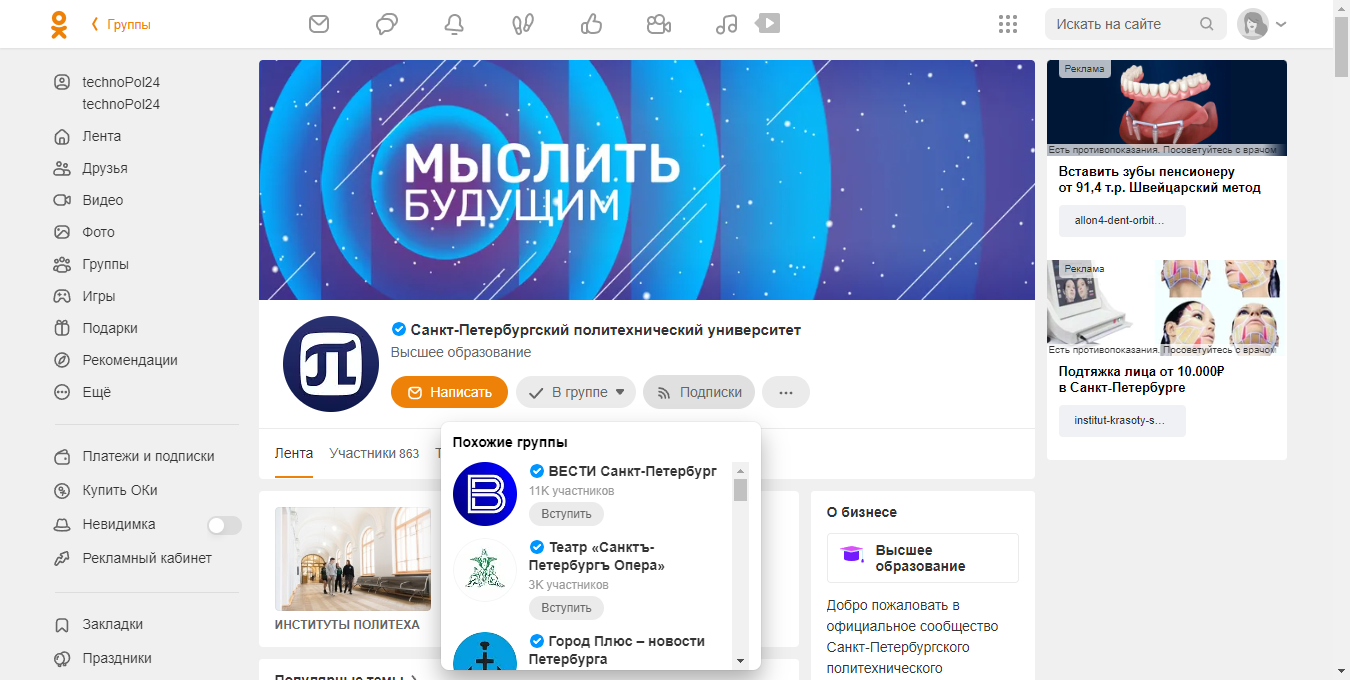 Группы
Искать на сайте
technoPol24
technoPol24
Лента
Друзья
Видео
Фото
Группы
Игры
Подарки
Рекомендации
Ещё
Платежи и подписки
Купить ОКи
Невидимка
Рекламный кабинет
Закладки
Праздники
МЫСЛИТЬ
БУДУЩИМ
Санкт-Петербургский политехнический университет
Высшее образование
Написать
В группе
Подписки
Лента
Участники 863
Т
Похожие группы
ВЕСТИ Санкт-Петербург
11K участников
Вступить
Театр «Санктъ-
Петербургъ Опера»
3K участников
Вступить
Город Плюс – новости
Петербурга
ИНСТИТУТЫ ПОЛИТЕХА
Популярные темы
О бизнесе
Высшее
образование
Добро пожаловать в
официальное сообщество
Санкт-Петербургского
политехнического
Реклама
Есть противопоказания. Посоветуйтесь с врачом
Вставить зубы пенсионеру
от 91,4 т.р. Швейцарский метод
allon4-dent-orbit...
Реклама
Есть противопоказания. Посоветуйтесь с врачом
Подтяжка лица от 10.000₽
в Санкт-Петербурге
institut-krasoty-s...